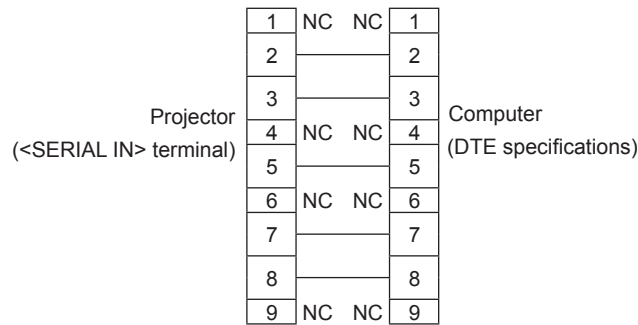 1 NC NC 1
2 2
3 3
Projector
(<SERIAL IN> terminal)
Computer
(DTE specifications)
4 NC NC 4
5 5
6 NC NC 6
7 7
8 8
9 NC NC 9